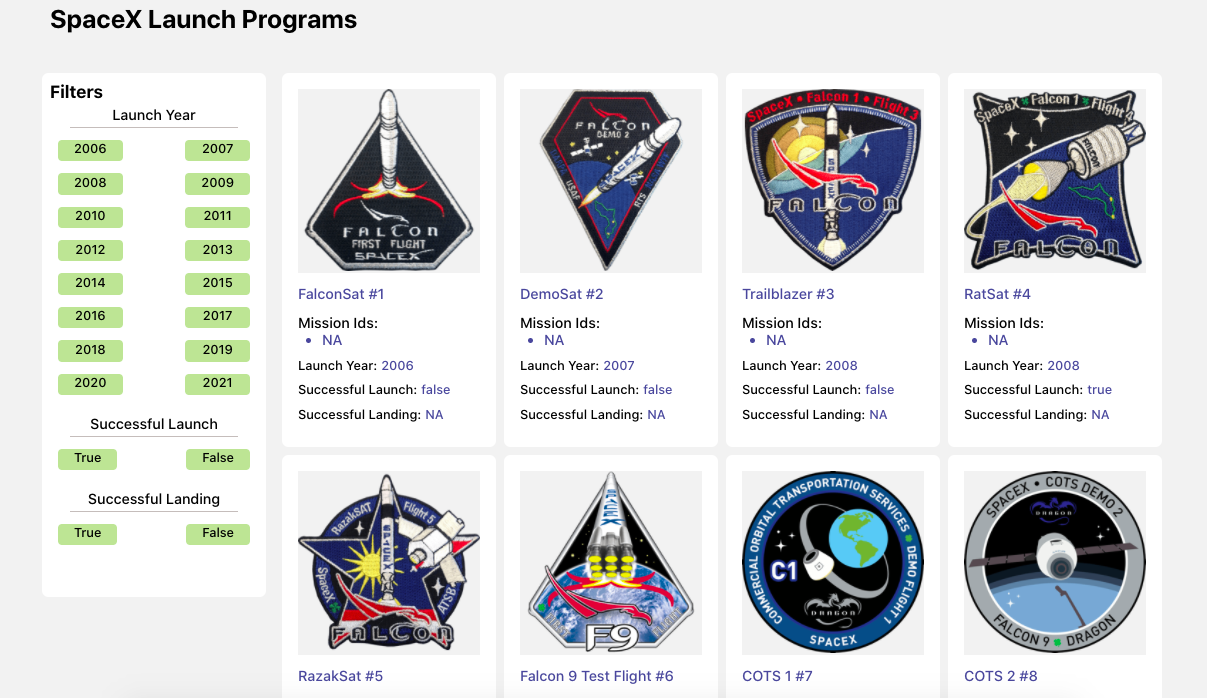 SpaceX Launch Programs
Filters
Launch Year
2006 2007
2008 2009
2010 2011
2012 2013
2014 2015
2016 2017
2018 2019
2020 2021
Successful Launch
True False
Successful Landing
True False
FALCON
FIRST FLIGHT
SPACEX
FalconSat #1
Mission Ids:
• NA
Launch Year: 2006
Successful Launch: false
Successful Landing: NA
FALCON
DEMO 2
SPACEX
USAF
RTS
DemoSat #2
Mission Ids:
• NA
Launch Year: 2007
Successful Launch: false
Successful Landing: NA
SpaceX • Falcon 1 • Flight 3
SPACEX
FALCON
Trailblazer #3
Mission Ids:
• NA
Launch Year: 2008
Successful Launch: false
Successful Landing: NA
SpaceX Falcon 1 Flight 4
FALCON
FALCON
RatSat #4
Mission Ids:
• NA
Launch Year: 2008
Successful Launch: true
Successful Landing: NA
RazakSAT
Flight 5
SPACEX
SpaceX
ATSB
FALCON
RazakSat #5
SPACEX
F9
Falcon 9 Test Flight #6
COMMERCIAL ORBITAL TRANSPORTATION SERVICES
DEMO FLIGHT 1
C1
DRAGON
SPACEX
COTS 1 #7
SPACEX • COTS DEMO 2
DRAGON
FALCON 9 DRAGON
COTS 2 #8